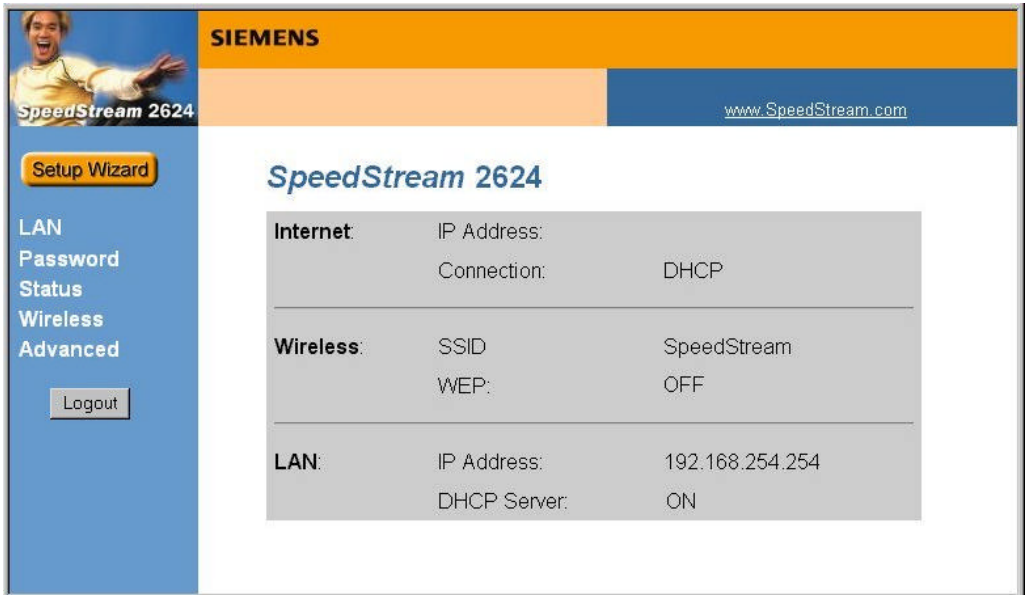 SIEMENS
SpeedStream 2624
www.SpeedStream.com
Setup Wizard
LAN
Password
Status
Wireless
Advanced
Logout
SpeedStream 2624
Internet: IP Address:
Connection: DHCP
Wireless: SSID SpeedStream
WEP: OFF
LAN: IP Address: 192.168.254.254
DHCP Server: ON